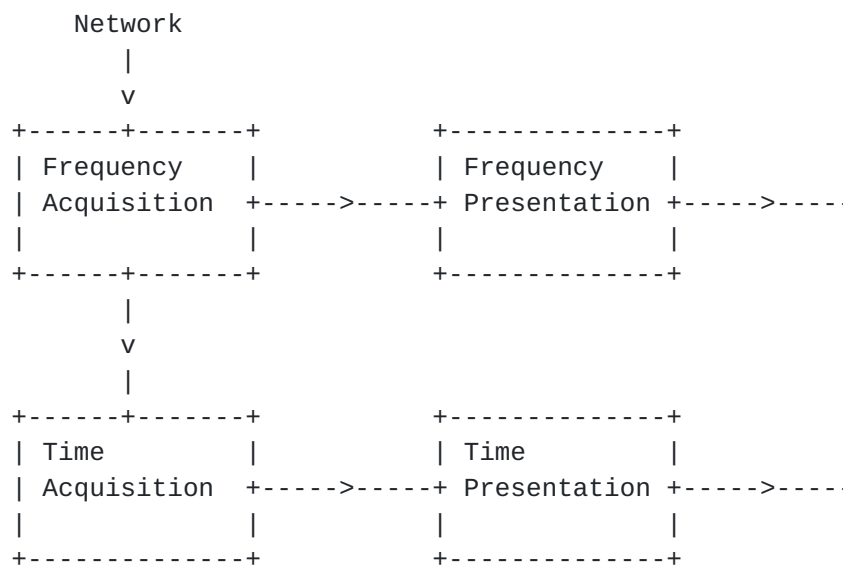 Network
|
v
+------+-------+ +--------------+
| Frequency | | Frequency |
| Acquisition +----->-----+ Presentation +----->-----
| | | |
+------+-------+ +--------------+
|
v
|
+------+-------+ +--------------+
| Time | | Time |
| Acquisition +----->-----+ Presentation +----->-----
| | | |
+--------------+ +--------------+